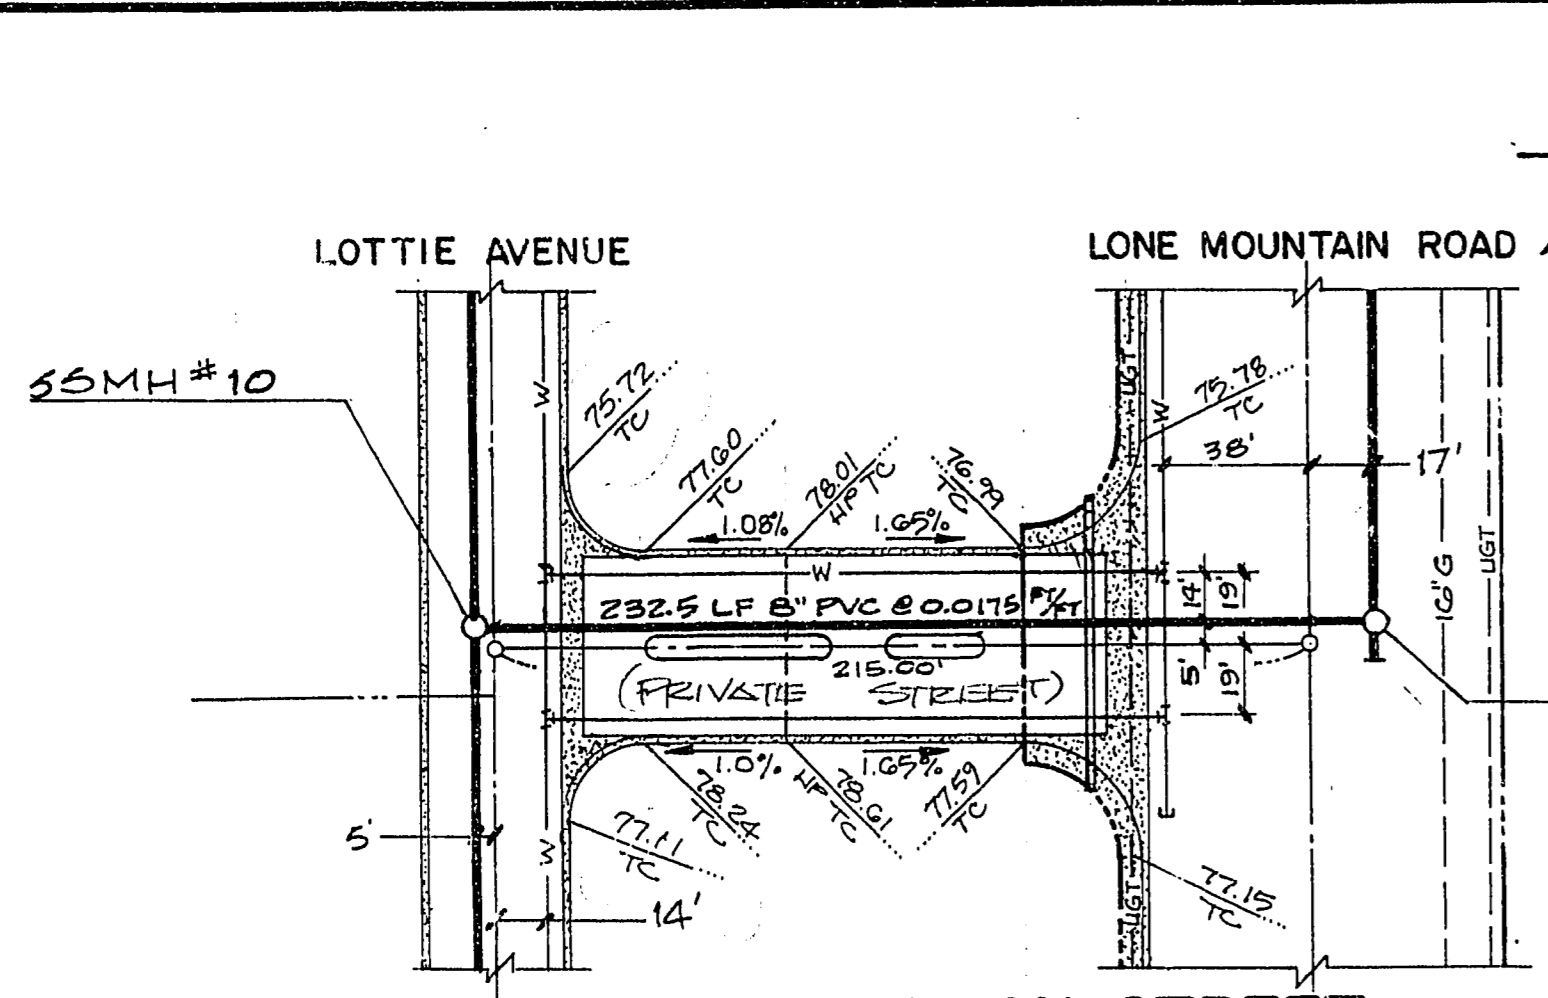 LOTTIE AVENUE
LONE MOUNTAIN ROAD
SSMH #10
75.72
TC
77.60
TC
78.01
HP TC
76.99
TC
75.78
TC
UGT
W
W
38'
17'
1.08%
1.65%
W
14'
19'
16' G
UGT
232.5 LF 8" PVC @ 0.0175 FT/FT
215.00'
5'
19'
(PRIVATE STREET)
1.0%
1.65%
78.24
TC
HP TC
78.61
77.59
TC
5'
77.11
TC
W
14'
UGT
77.15
TC